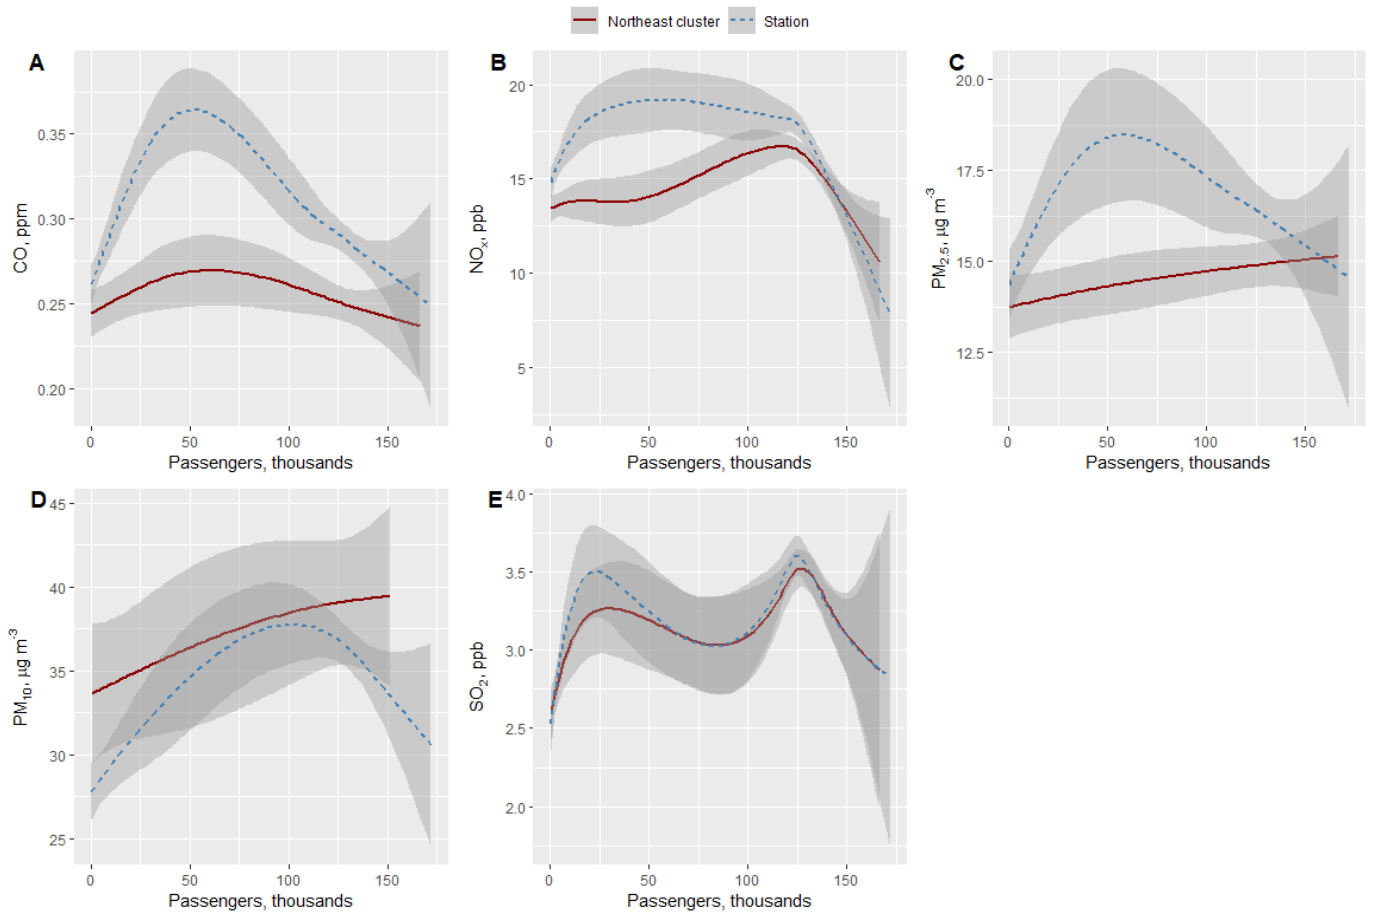 Northeast cluster Station
A
CO, ppm
0.35
0.30
0.25
0.20
0 50 100 150
Passengers, thousands
B
NOx, ppb
20
15
10
5
0 50 100 150
Passengers, thousands
C
PM2.5, µg m-3
20.0
17.5
15.0
12.5
0 50 100 150
Passengers, thousands
D
PM10, µg m-3
45
40
35
30
25
0 50 100 150
Passengers, thousands
E
SO2, ppb
4.0
3.5
3.0
2.5
2.0
0 50 100 150
Passengers, thousands